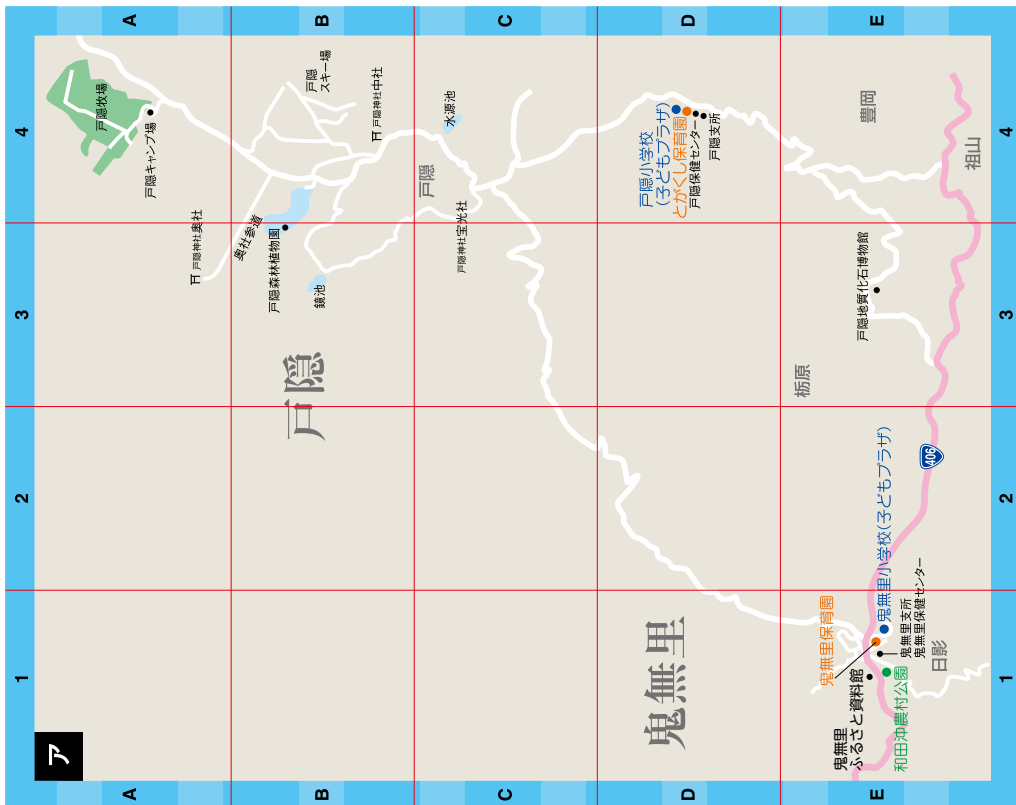 ア
A
B
C
D
E
4
3
2
1
戸隠牧場
戸隠キャンプ場
戸隠神社奥社
奥社参道
戸隠森林植物園
鏡池
戸隠
スキー場
戸隠神社中社
水源池
戸隠
戸隠神社宝光社
戸隠小学校
(子どもプラザ)
とがくし保育園
戸隠保健センター
戸隠支所
豊岡
祖山
戸隠地質化石博物館
栃原
戸隠
鬼無里
406
鬼無里小学校(子どもプラザ)
鬼無里保育園
鬼無里支所
鬼無里保健センター
日影
鬼無里
ふるさと資料館
和田沖農村公園
A
B
C
D
E
4
3
2
1